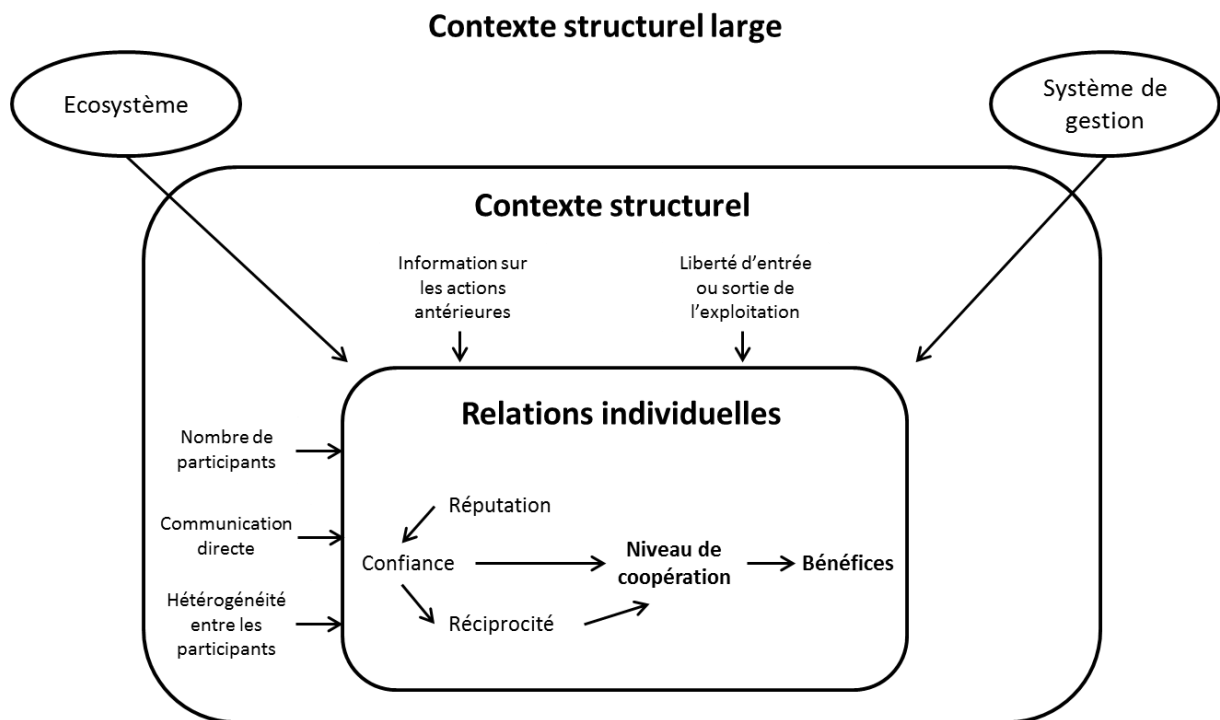 Contexte structurel large
Ecosystème
Système de
gestion
Contexte structurel
Information sur
les actions
antérieures
Liberté d’entrée
ou sortie de
l’exploitation
Relations individuelles
Nombre de
participants
Communication
directe
Hétérogénéité
entre les
participants
Réputation
Confiance
Réciprocité
Niveau de
coopération
Bénéfices